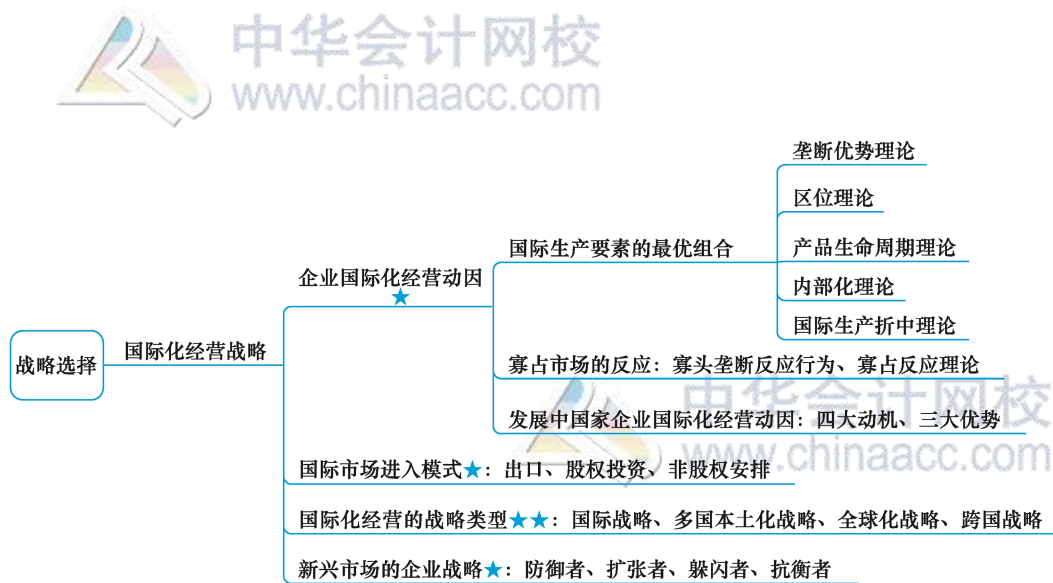 中华会计网校
www.chinaacc.com
垄断优势理论
区位理论
国际生产要素的最优组合
产品生命周期理论
企业国际化经营动因
★
内部化理论
国际生产折中理论
战略选择
国际化经营战略
寡占市场的反应：寡头垄断反应行为、寡占反应理论
中华会计网校
发展中国家企业国际化经营动因：四大动机、三大优势
www.chinaacc.com
国际市场进入模式★：出口、股权投资、非股权安排
国际化经营的战略类型★★：国际战略、多国本土化战略、全球化战略、跨国战略
新兴市场的企业战略★：防御者、扩张者、躲闪者、抗衡者